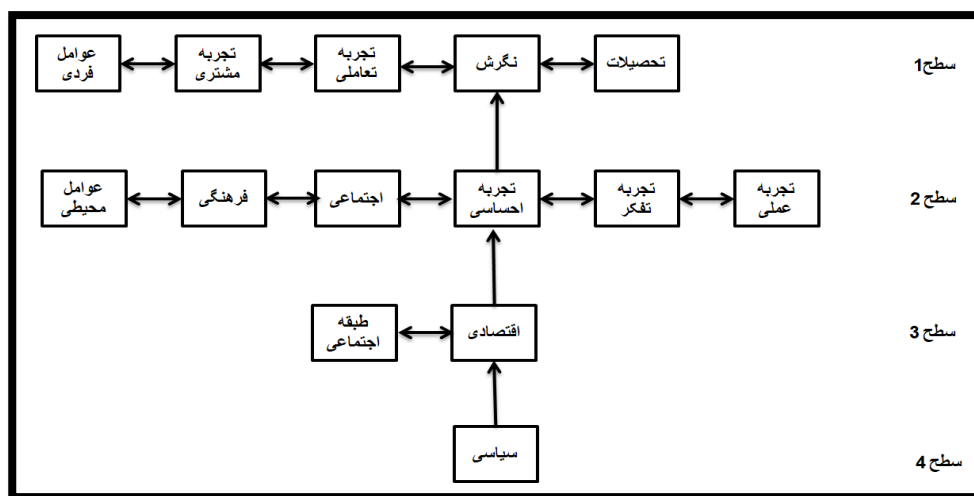 سطح1
تحصیلات
نگرش
تجربه
تعاملی
تجربه
مشتری
عوامل
فردی
سطح 2
تجربه
عملی
تجربه
تفکر
تجربه
احساسی
اجتماعی
فرهنگی
عوامل
محیطی
سطح 3
اقتصادی
طبقه
اجتماعی
سطح 4
سیاسی